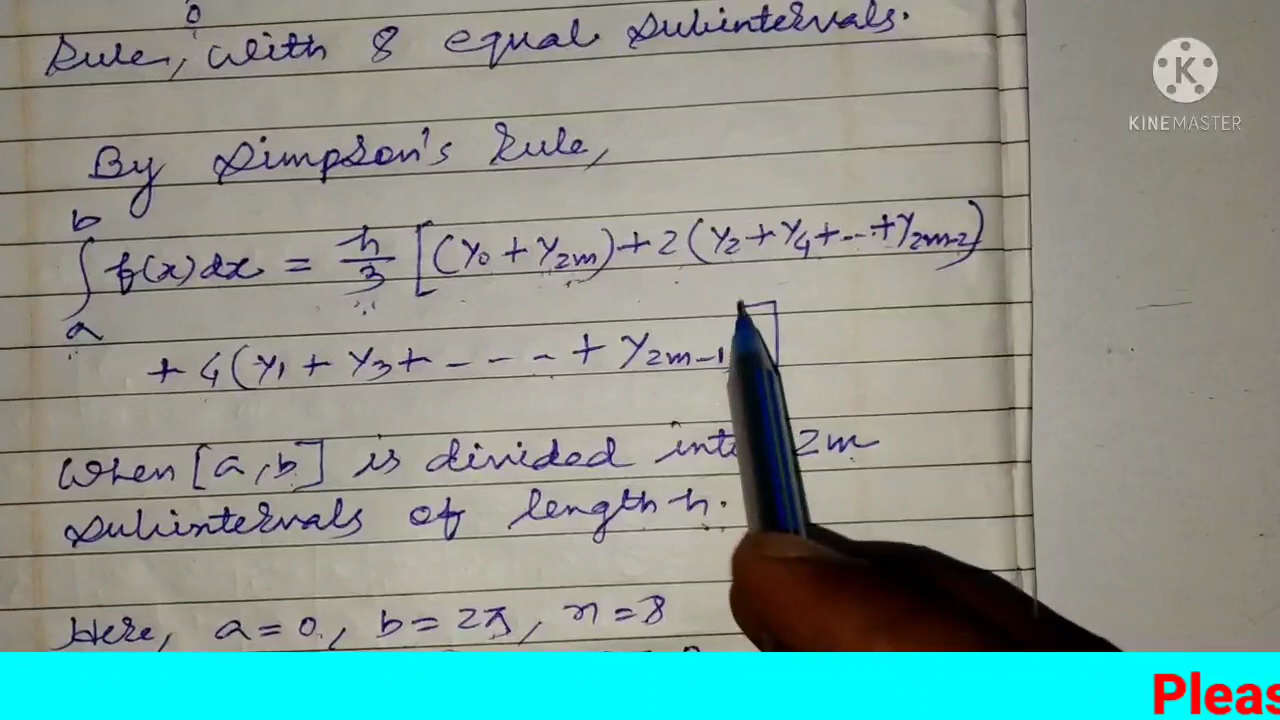 0
Rule, with 8 equal subintervals.
K
KINEMASTER
By Simpson's Rule,
∫ₐᵇ f(x)dx = h/3 [(y₀ + y₂ₘ) + 2(y₂ + y₄ + ... + y₂ₘ₋₂)
+ 4(y₁ + y₃ + - - - - + y₂ₘ₋₁ ]
When [a,b] is divided into 2m
subintervals of length h.
Here, a = 0, b = 2π, n = 8
Pleas